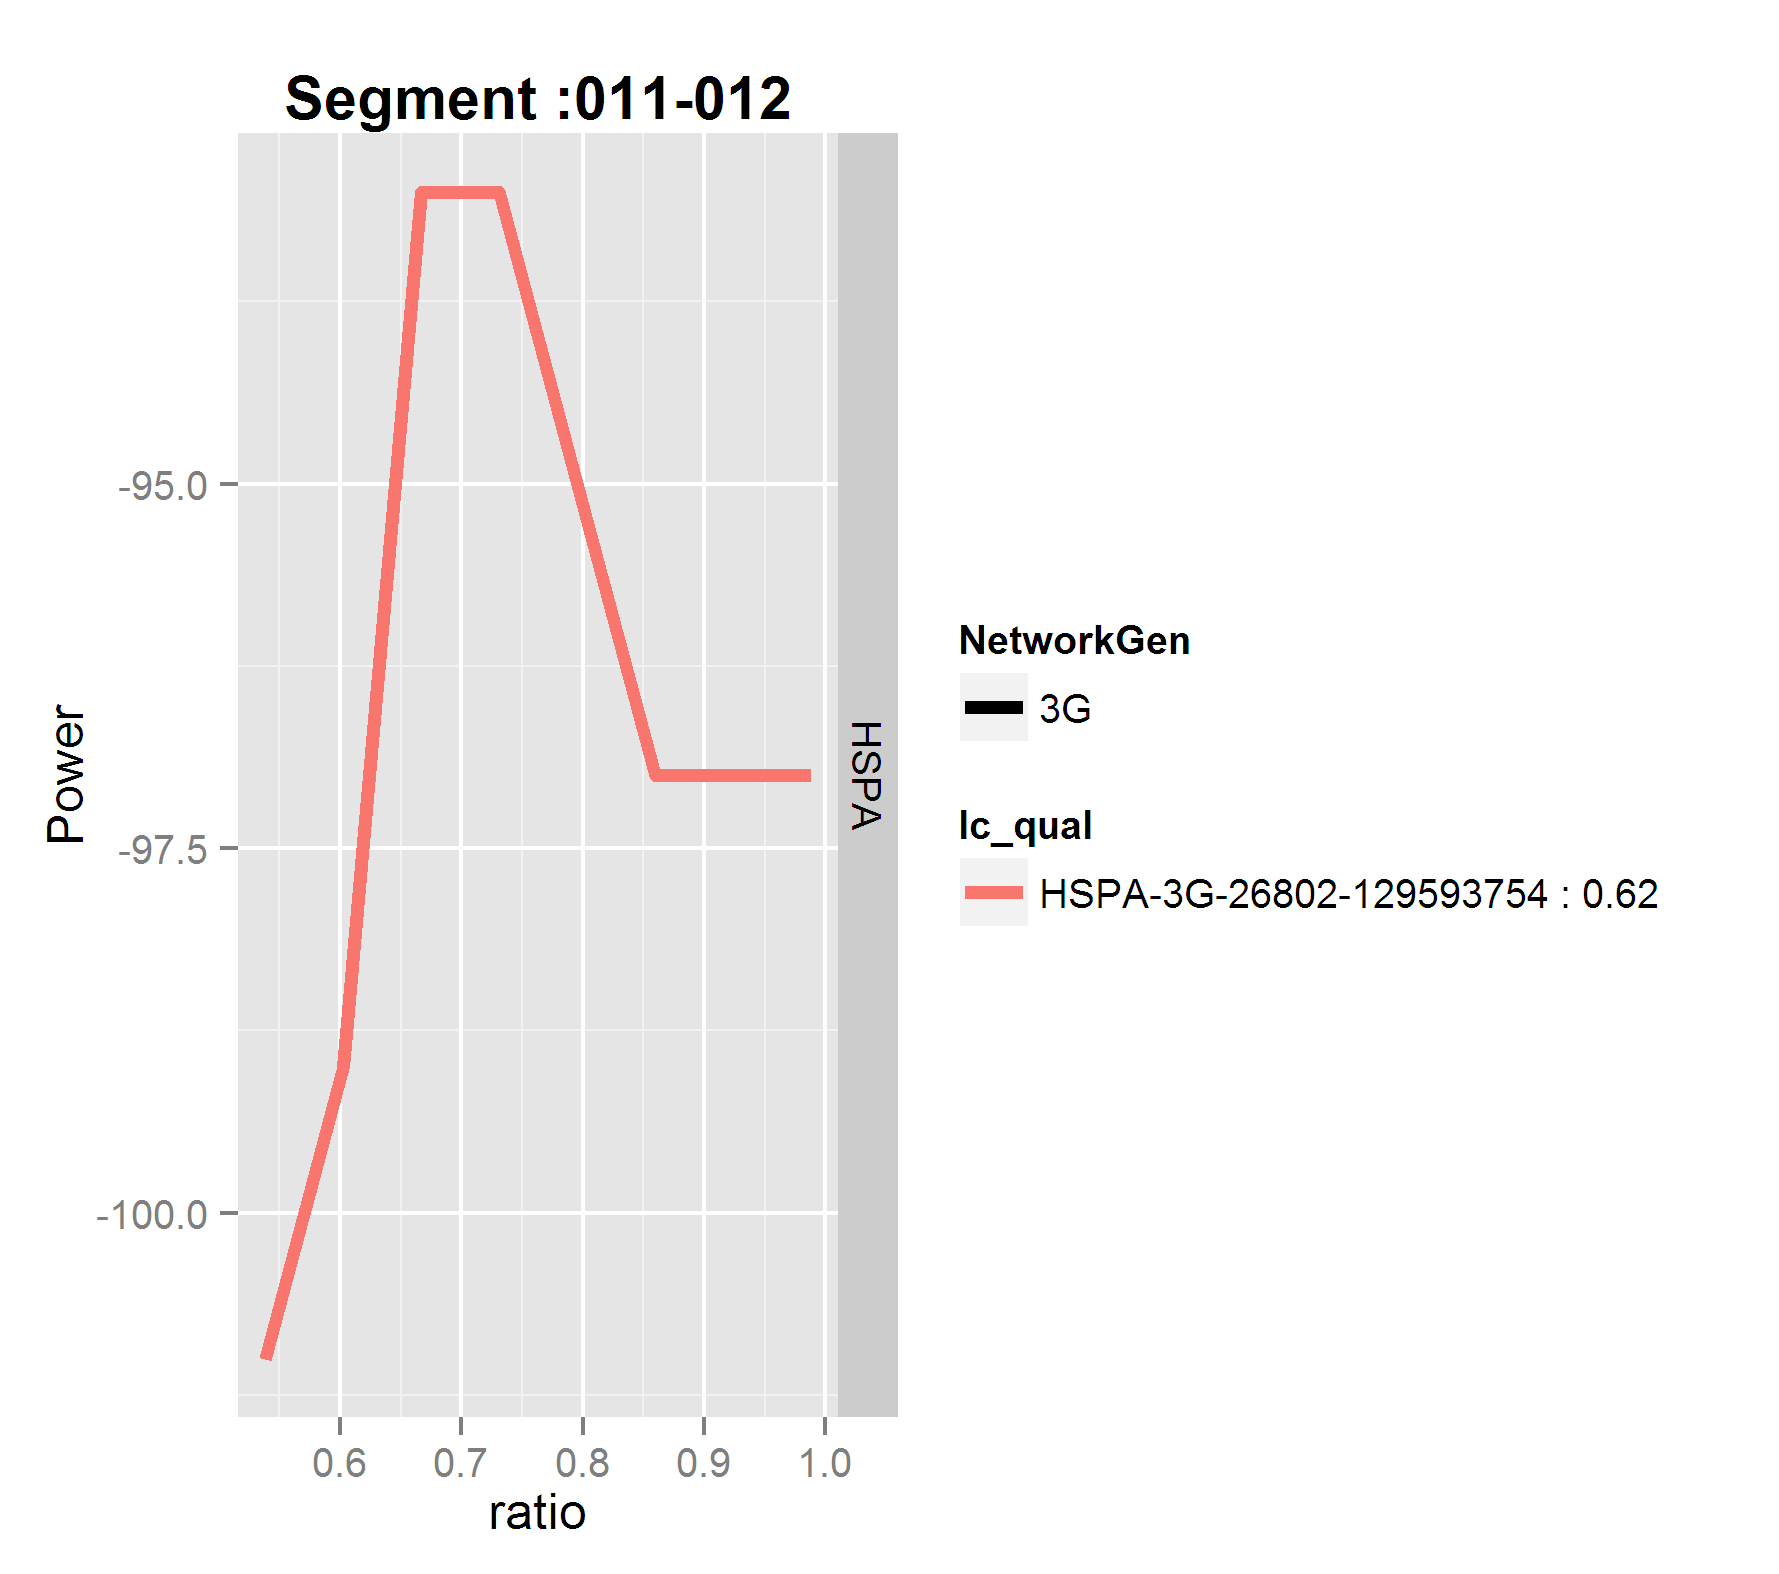 Segment :011-012
Power
-95.0
-97.5
-100.0
0.6 0.7 0.8 0.9 1.0
ratio
HSPA
NetworkGen
3G
lc_qual
HSPA-3G-26802-129593754 : 0.62